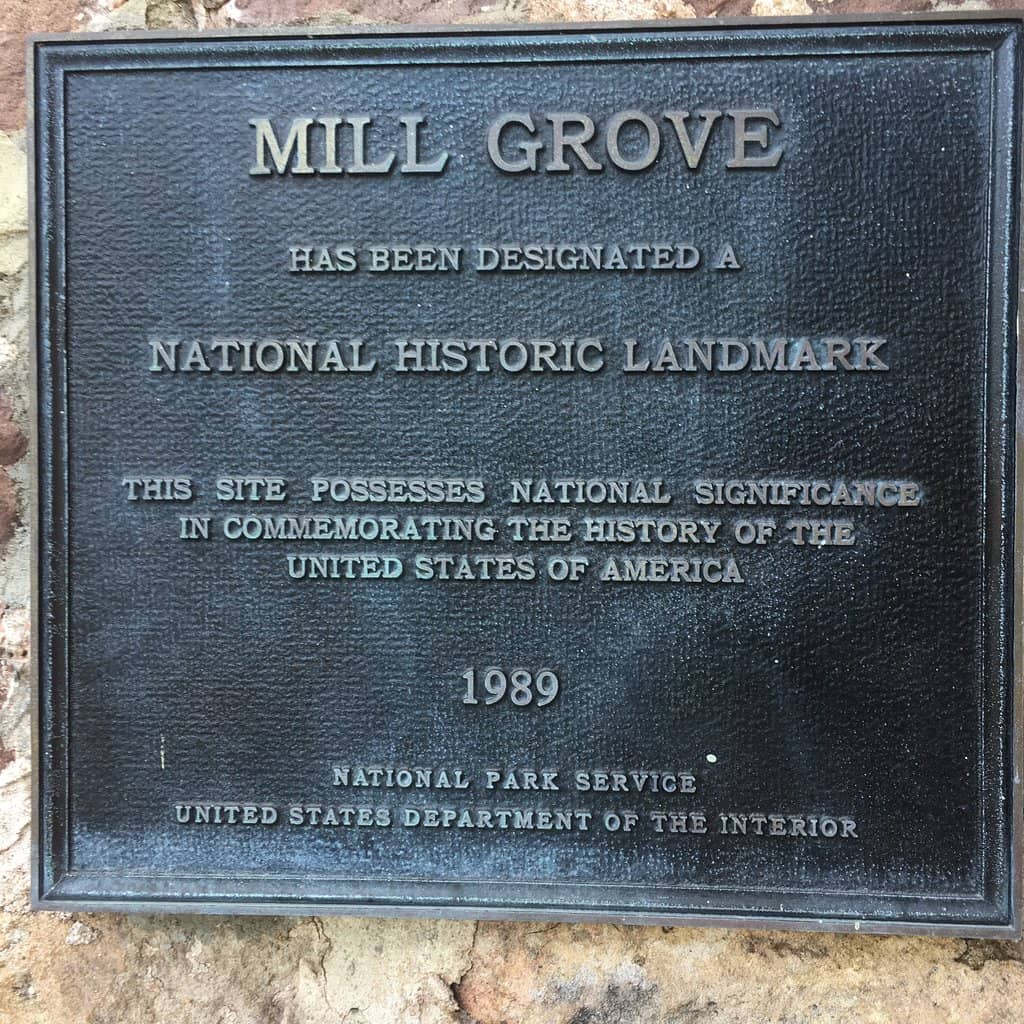 MILL GROVE
HAS BEEN DESIGNATED A
NATIONAL HISTORIC LANDMARK
THIS SITE POSSESSES NATIONAL SIGNIFICANCE
IN COMMEMORATING THE HISTORY OF THE
UNITED STATES OF AMERICA
1989
NATIONAL PARK SERVICE
UNITED STATES DEPARTMENT OF THE INTERIOR